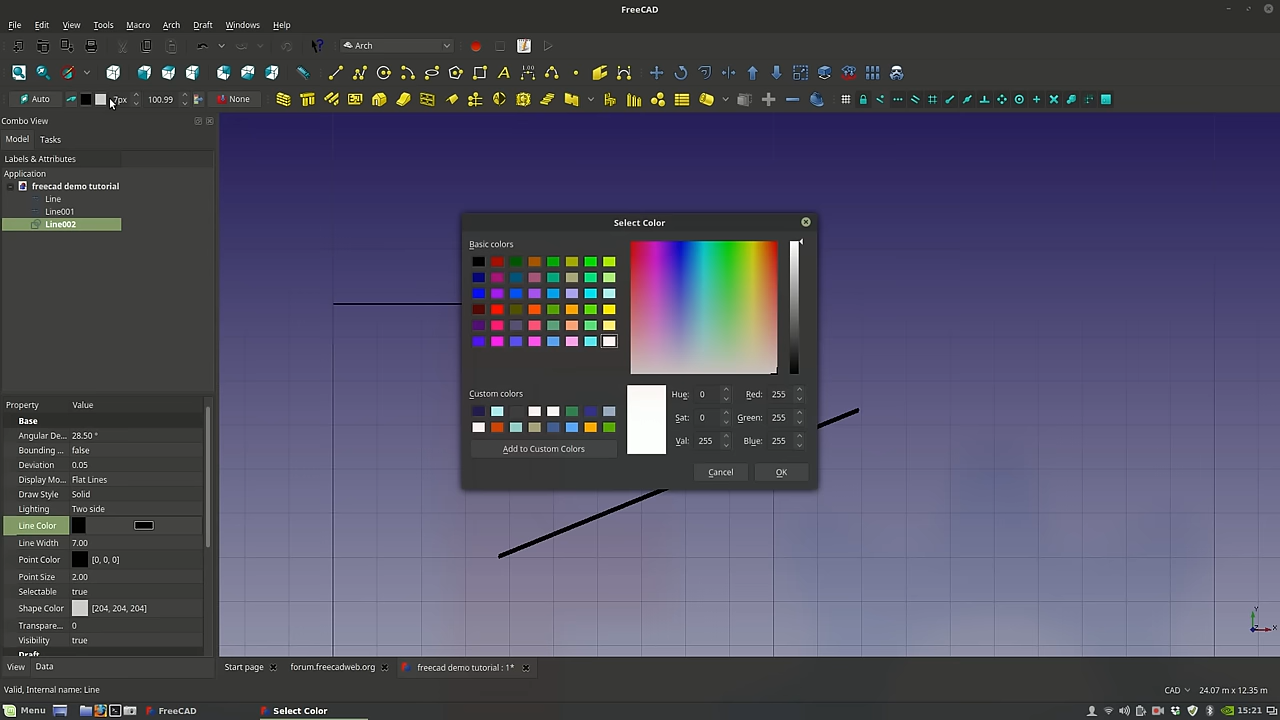 FreeCAD
File Edit View Tools Macro Arch Draft Windows Help
Arch
Auto 7px 100.99 None
Combo View
Model Tasks
Labels & Attributes
Application
freecad demo tutorial
Line
Line001
Line002
Select Color
Basic colors
Custom colors
Add to Custom Colors
Hue: 0 Red: 255
Sat: 0 Green: 255
Val: 255 Blue: 255
Cancel OK
Property Value
Base
Angular De... 28.50 °
Bounding ... false
Deviation 0.05
Display Mo... Flat Lines
Draw Style Solid
Lighting Two side
Line Color
Line Width 7.00
Point Color [0, 0, 0]
Point Size 2.00
Selectable true
Shape Color [204, 204, 204]
Transpare... 0
Visibility true
Draft
View Data
Start page forum.freecadweb.org freecad demo tutorial : 1*
Y
X
Valid, Internal name: Line
CAD 24.07 m x 12.35 m
Menu FreeCAD Select Color 15:21